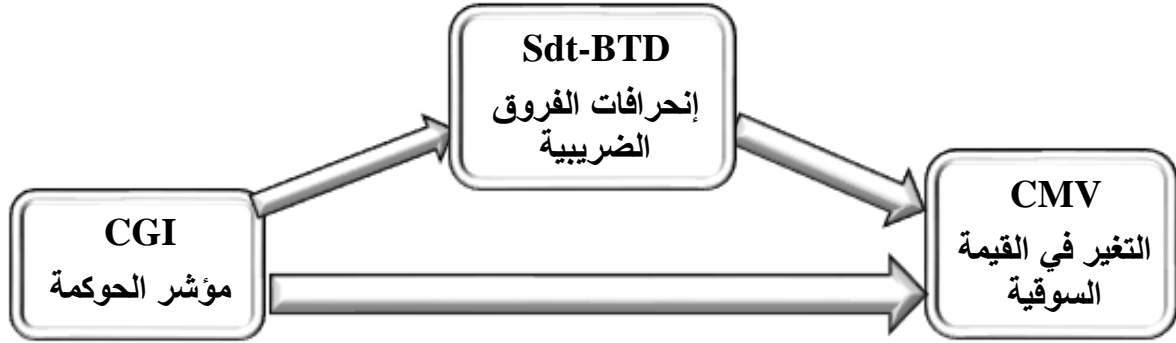 Sdt-BTD
إنحرافات الفروق
الضريبية
CMV
التغير في القيمة
السوقية
CGI
مؤشر الحوكمة